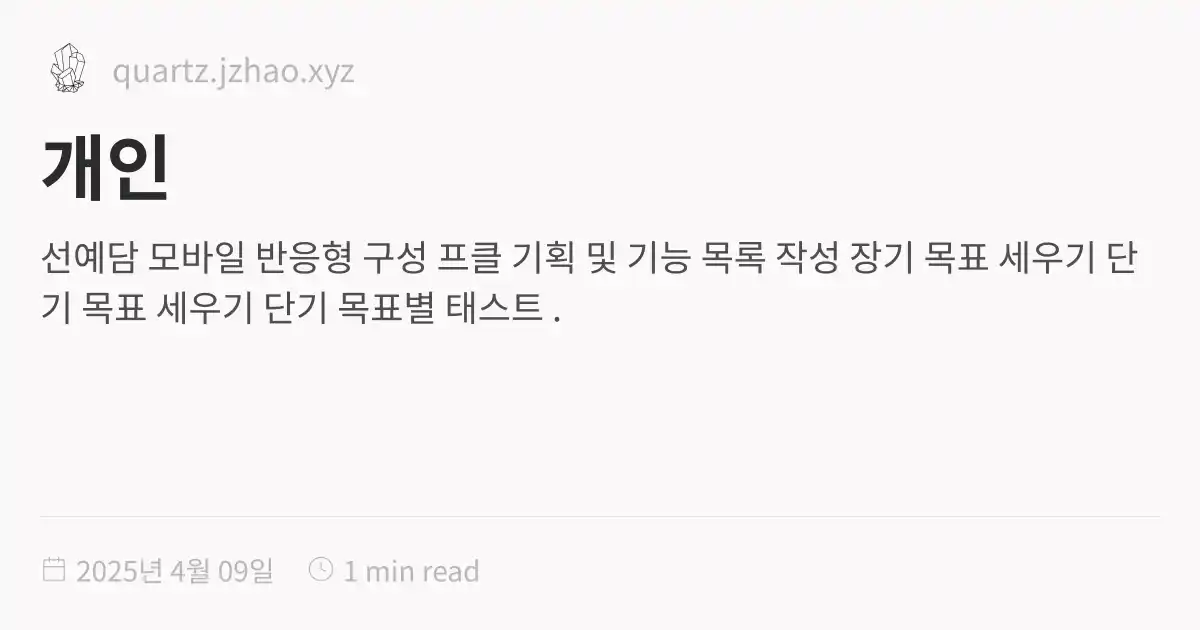 quartz.jzhao.xyz
개인
선예담 모바일 반응형 구성 프클 기획 및 기능 목록 작성 장기 목표 세우기 단
기 목표 세우기 단기 목표별 태스트 .
2025년 4월 09일 1 min read